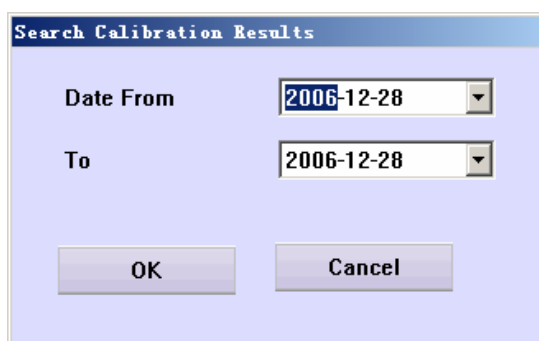 Search Calibration Results
Date From 2006-12-28
To 2006-12-28
OK Cancel